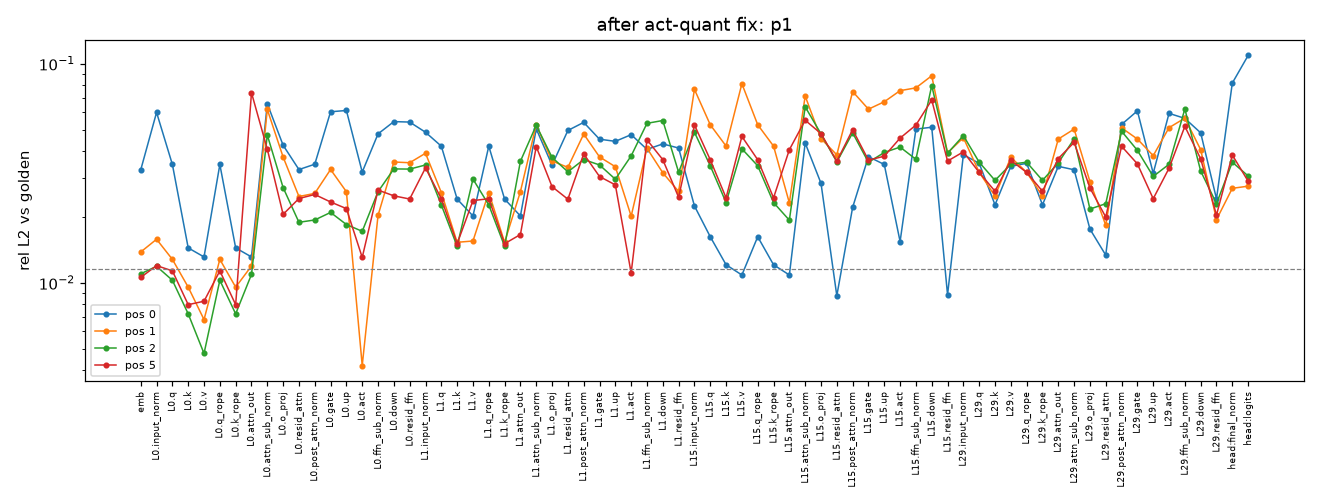 after act-quant fix: p1
rel L2 vs golden
10⁻¹
10⁻²
pos 0
pos 1
pos 2
pos 5
emb
L0.input_norm
L0.q
L0.k
L0.v
L0.q_rope
L0.k_rope
L0.attn_out
L0.attn_sub_norm
L0.o_proj
L0.resid_attn
L0.post_attn_norm
L0.gate
L0.up
L0.act
L0.ffn_sub_norm
L0.down
L0.resid_ffn
L1.input_norm
L1.q
L1.k
L1.v
L1.q_rope
L1.k_rope
L1.attn_out
L1.attn_sub_norm
L1.o_proj
L1.resid_attn
L1.post_attn_norm
L1.gate
L1.up
L1.act
L1.ffn_sub_norm
L1.down
L1.resid_ffn
L15.input_norm
L15.q
L15.k
L15.v
L15.q_rope
L15.k_rope
L15.attn_out
L15.attn_sub_norm
L15.o_proj
L15.resid_attn
L15.post_attn_norm
L15.gate
L15.up
L15.act
L15.ffn_sub_norm
L15.down
L15.resid_ffn
L29.input_norm
L29.q
L29.k
L29.v
L29.q_rope
L29.k_rope
L29.attn_out
L29.attn_sub_norm
L29.o_proj
L29.resid_attn
L29.post_attn_norm
L29.gate
L29.up
L29.act
L29.ffn_sub_norm
L29.down
L29.resid_ffn
head:final_norm
head:logits